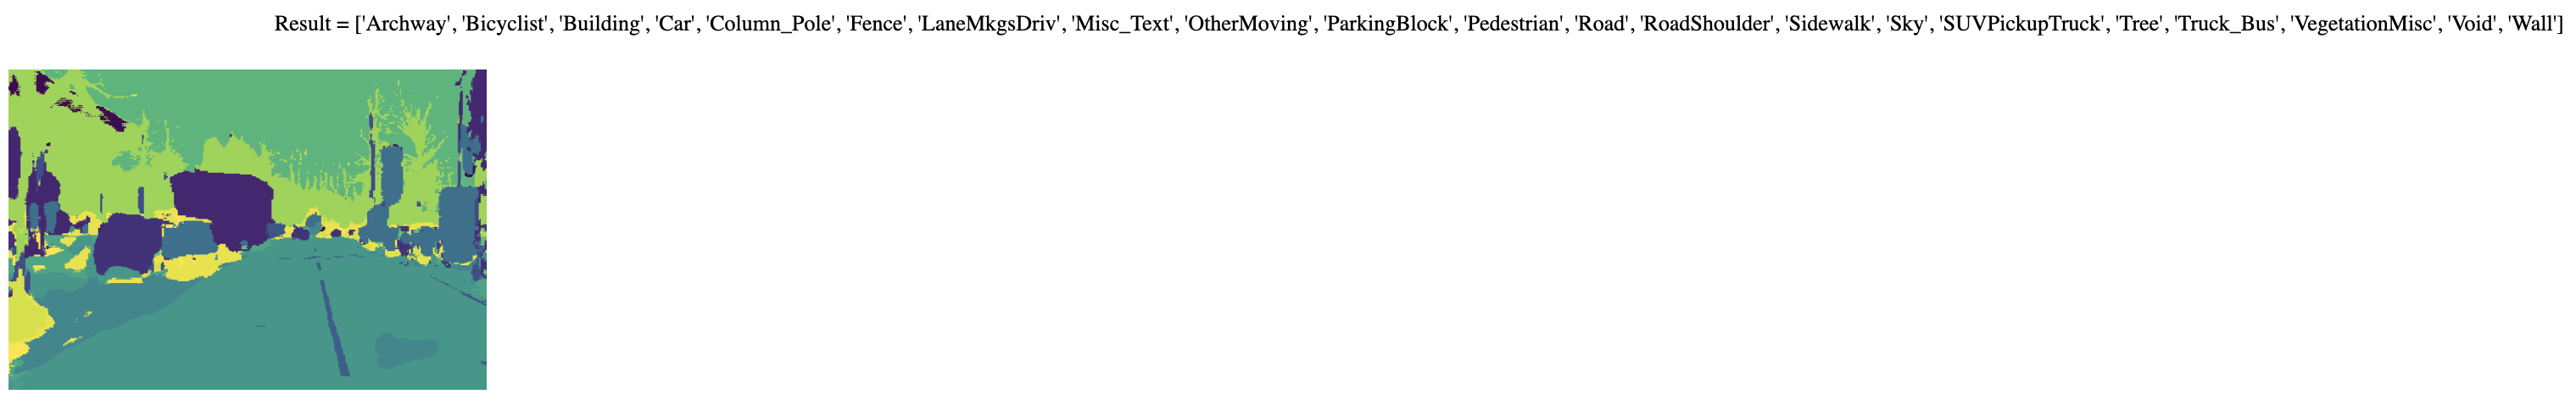 Result = ['Archway', 'Bicyclist', 'Building', 'Car', 'Column_Pole', 'Fence', 'LaneMkgsDriv', 'Misc_Text', 'OtherMoving', 'ParkingBlock', 'Pedestrian', 'Road', 'RoadShoulder', 'Sidewalk', 'Sky', 'SUVPickupTruck', 'Tree', 'Truck_Bus', 'VegetationMisc', 'Void', 'Wall']